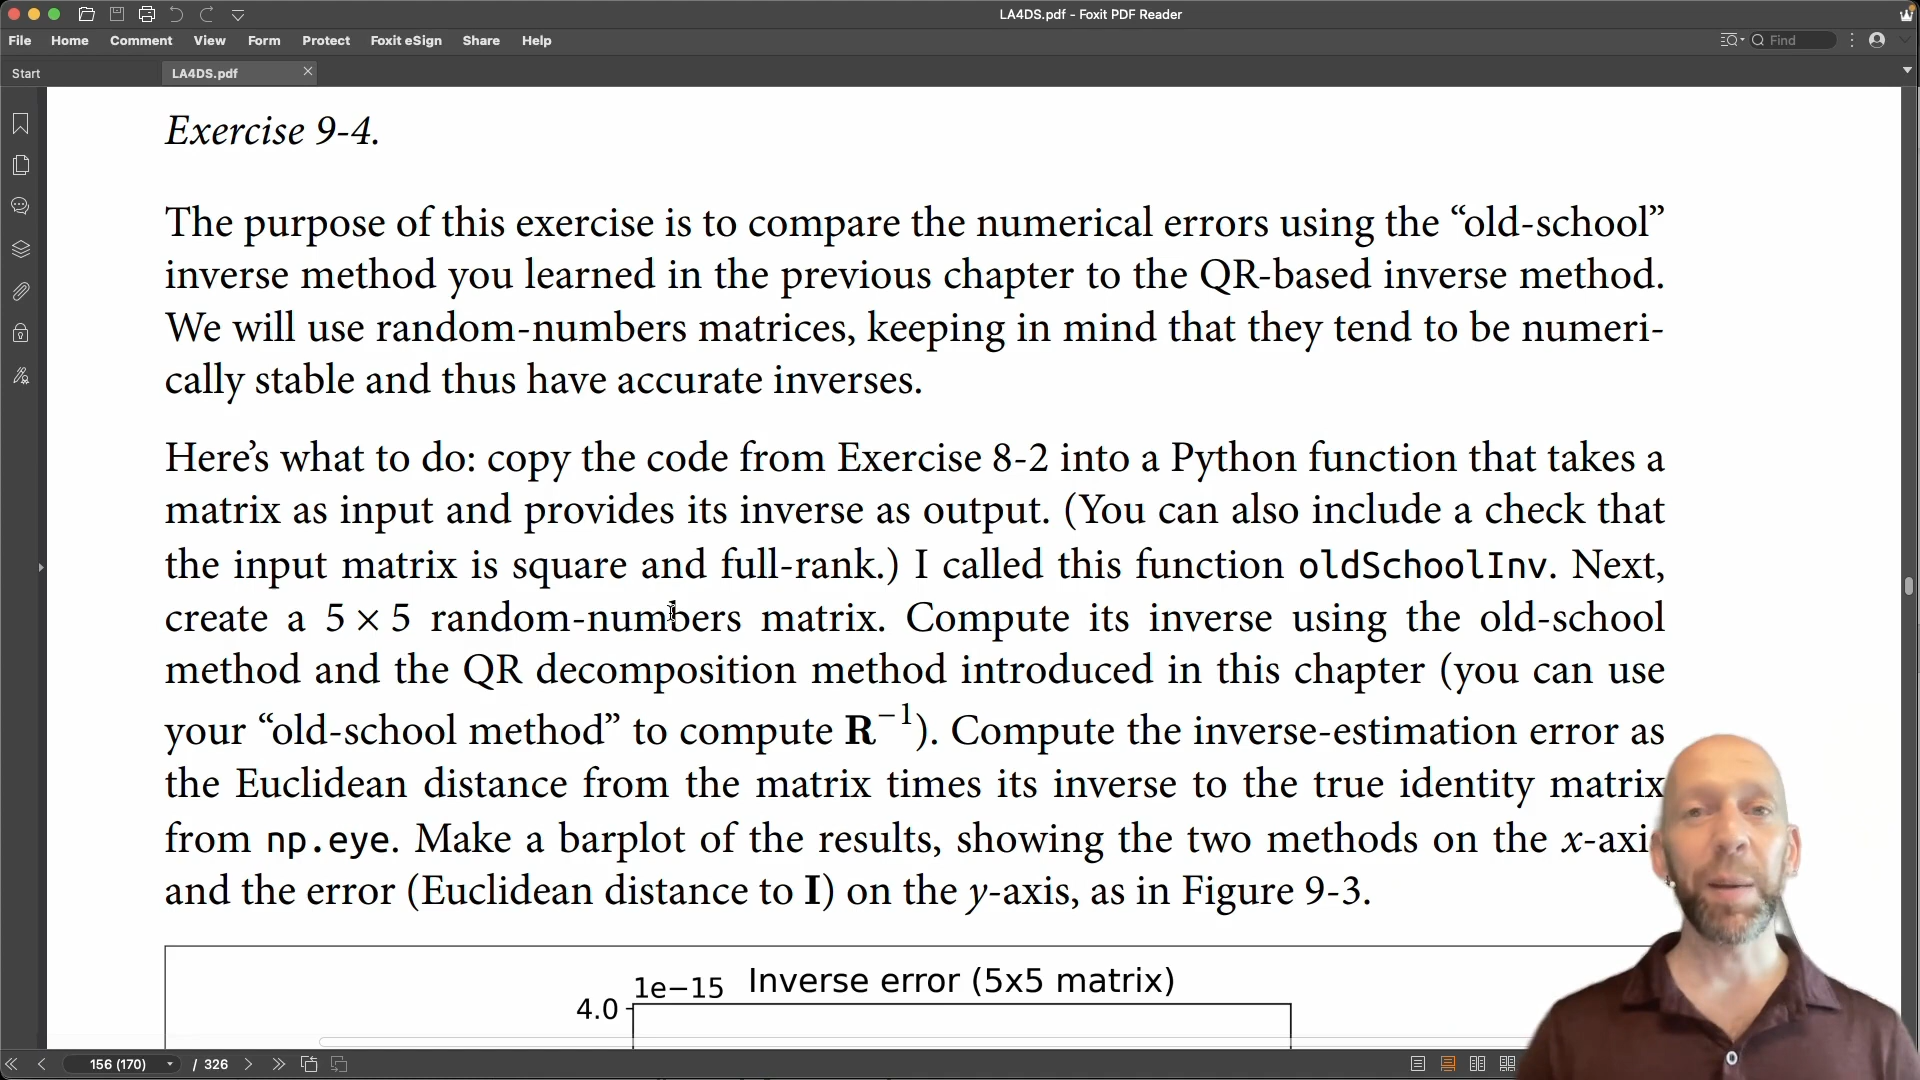 LA4DS.pdf - Foxit PDF Reader
File Home Comment View Form Protect Foxit eSign Share Help
Find
Start
LA4DS.pdf
Exercise 9-4.
The purpose of this exercise is to compare the numerical errors using the “old-school”
inverse method you learned in the previous chapter to the QR-based inverse method.
We will use random-numbers matrices, keeping in mind that they tend to be numeri-
cally stable and thus have accurate inverses.
Here’s what to do: copy the code from Exercise 8-2 into a Python function that takes a
matrix as input and provides its inverse as output. (You can also include a check that
the input matrix is square and full-rank.) I called this function oldSchoolInv. Next,
create a 5 × 5 random-numbers matrix. Compute its inverse using the old-school
method and the QR decomposition method introduced in this chapter (you can use
your “old-school method” to compute R⁻¹). Compute the inverse-estimation error as
the Euclidean distance from the matrix times its inverse to the true identity matrix
from np.eye. Make a barplot of the results, showing the two methods on the x-axi
and the error (Euclidean distance to I) on the y-axis, as in Figure 9-3.
1e−15 Inverse error (5x5 matrix)
4.0
156 (170) / 326